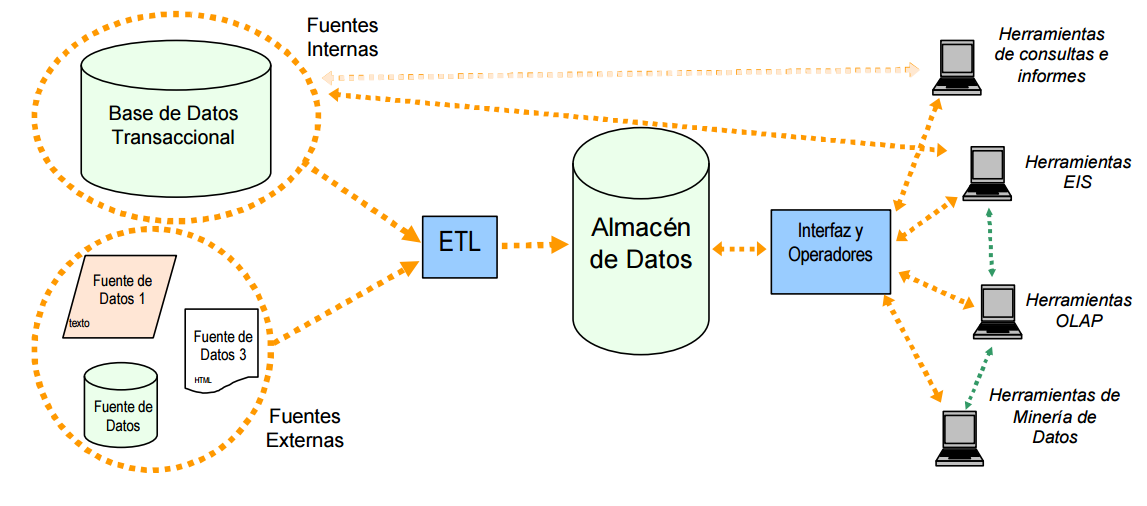 Fuentes
Internas
Base de Datos
Transaccional
Herramientas
de consultas e
informes
Herramientas
EIS
Almacén
de Datos
ETL
Interfaz y
Operadores
Fuente de
Datos 1
texto
Fuente de
Datos 3
HTML
Fuente de
Datos
Fuentes
Externas
Herramientas
OLAP
Herramientas de
Minería de
Datos